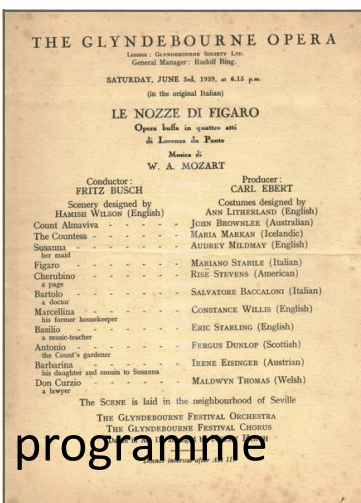 THE GLYNDEBOURNE OPERA
Lessees: GLYNDEBOURNE SOCIETY LTD.
General Manager: Rudolf Bing.
SATURDAY, JUNE 3rd, 1939, at 6.15 p.m.
(in the original Italian)
LE NOZZE DI FIGARO
Opera buffa in quattro atti
di Lorenzo da Ponte
Musica di
W. A. MOZART
Conductor: Producer:
FRITZ BUSCH CARL EBERT
Scenery designed by Costumes designed by
HAMISH WILSON (English) ANN LITHERLAND (English)
Count Almaviva - - - - - JOHN BROWNLEE (Australian)
The Countess - - - - - MARIA MARKAN (Icelandic)
Susanna - - - - - AUDREY MILDMAY (English)
her maid
Figaro - - - - - MARIANO STABILE (Italian)
Cherubino - - - - - RISË STEVENS (American)
a page
Bartolo - - - - - SALVATORE BACCALONI (Italian)
a doctor
Marcellina - - - - - CONSTANCE WILLIS (English)
his former housekeeper
Basilio - - - - - ERIC STARLING (English)
a music-teacher
Antonio - - - - - FERGUS DUNLOP (Scottish)
the Count's gardener
Barbarina - - - - - IRENE EISINGER (Austrian)
his daughter and cousin to Susanna
Don Curzio - - - - - MALDWYN THOMAS (Welsh)
a lawyer
The SCENE is laid in the neighbourhood of Seville
THE GLYNDEBOURNE FESTIVAL ORCHESTRA
THE GLYNDEBOURNE FESTIVAL CHORUS
programme
Dinner interval after Act II